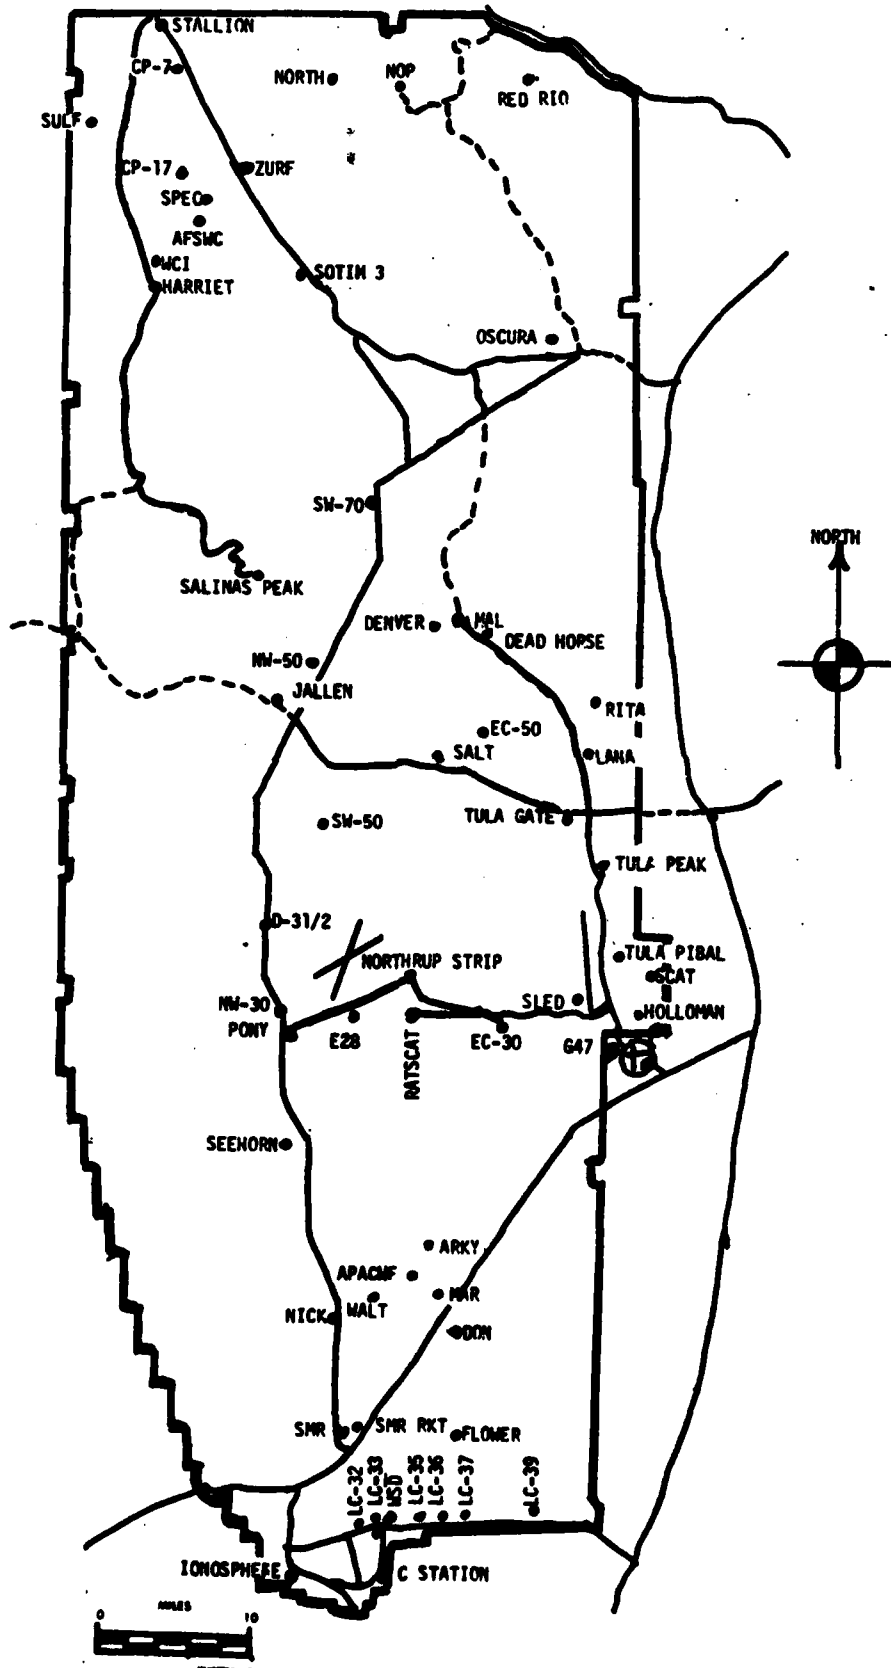 STALLION
CP-7
NORTH
NOP
RED RIO
SULF
CP-17
ZURF
SPEC
AFSWC
WCI
HARRIET
SOTIM 3
OSCURA
SW-70
NORTH
SALINAS PEAK
DENVER
MAL
DEAD HORSE
NW-50
JALLEN
RITA
EC-50
SALT
LANA
TULA GATE
SW-50
TULA PEAK
D-31/2
NORTHRUP STRIP
TULA PIBAL
SCAT
SLED
NW-30
HOLLOMAN
PONY
E28
RATSCAT
EC-30
G47
SEEHORN
ARKY
APACHE
MAR
NICK
WALT
DON
SMR
SMR RKT
FLOWER
LC-32
LC-33
WSD
LC-35
LC-36
LC-37
LC-39
IONOSPHERE
C STATION
MILES
0 10